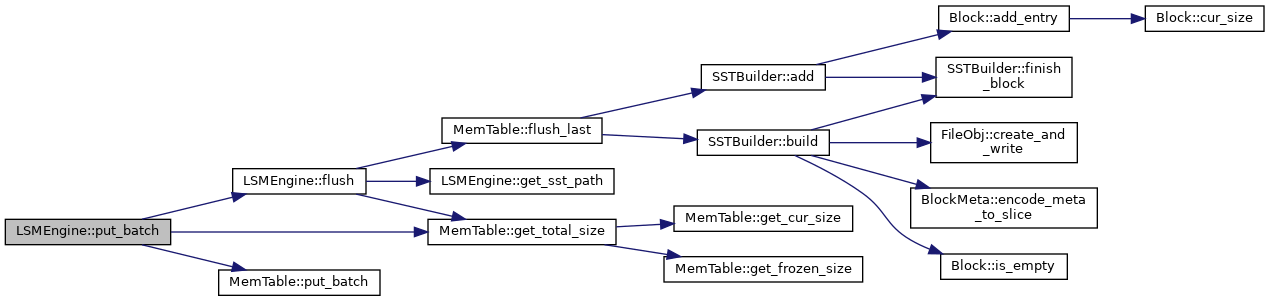 LSMEngine::put_batch
LSMEngine::flush
MemTable::put_batch
MemTable::flush_last
LSMEngine::get_sst_path
MemTable::get_total_size
SSTBuilder::add
SSTBuilder::build
MemTable::get_cur_size
MemTable::get_frozen_size
Block::add_entry
SSTBuilder::finish
_block
FileObj::create_and
_write
BlockMeta::encode_meta
_to_slice
Block::is_empty
Block::cur_size